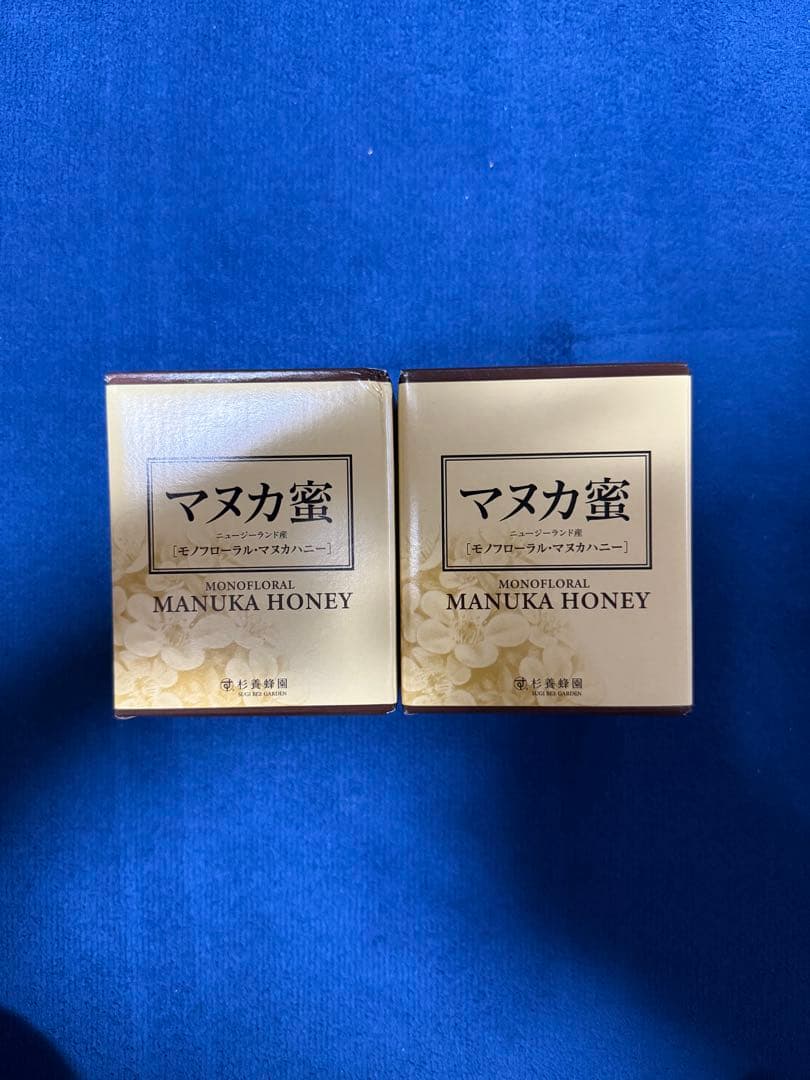 マヌカ蜜
ニュージーランド産
[モノフローラル・マヌカハニー]
MONOFLORAL
MANUKA HONEY
杉養蜂園
SUGI BEE GARDEN
マヌカ蜜
ニュージーランド産
[モノフローラル・マヌカハニー]
MONOFLORAL
MANUKA HONEY
杉養蜂園
SUGI BEE GARDEN